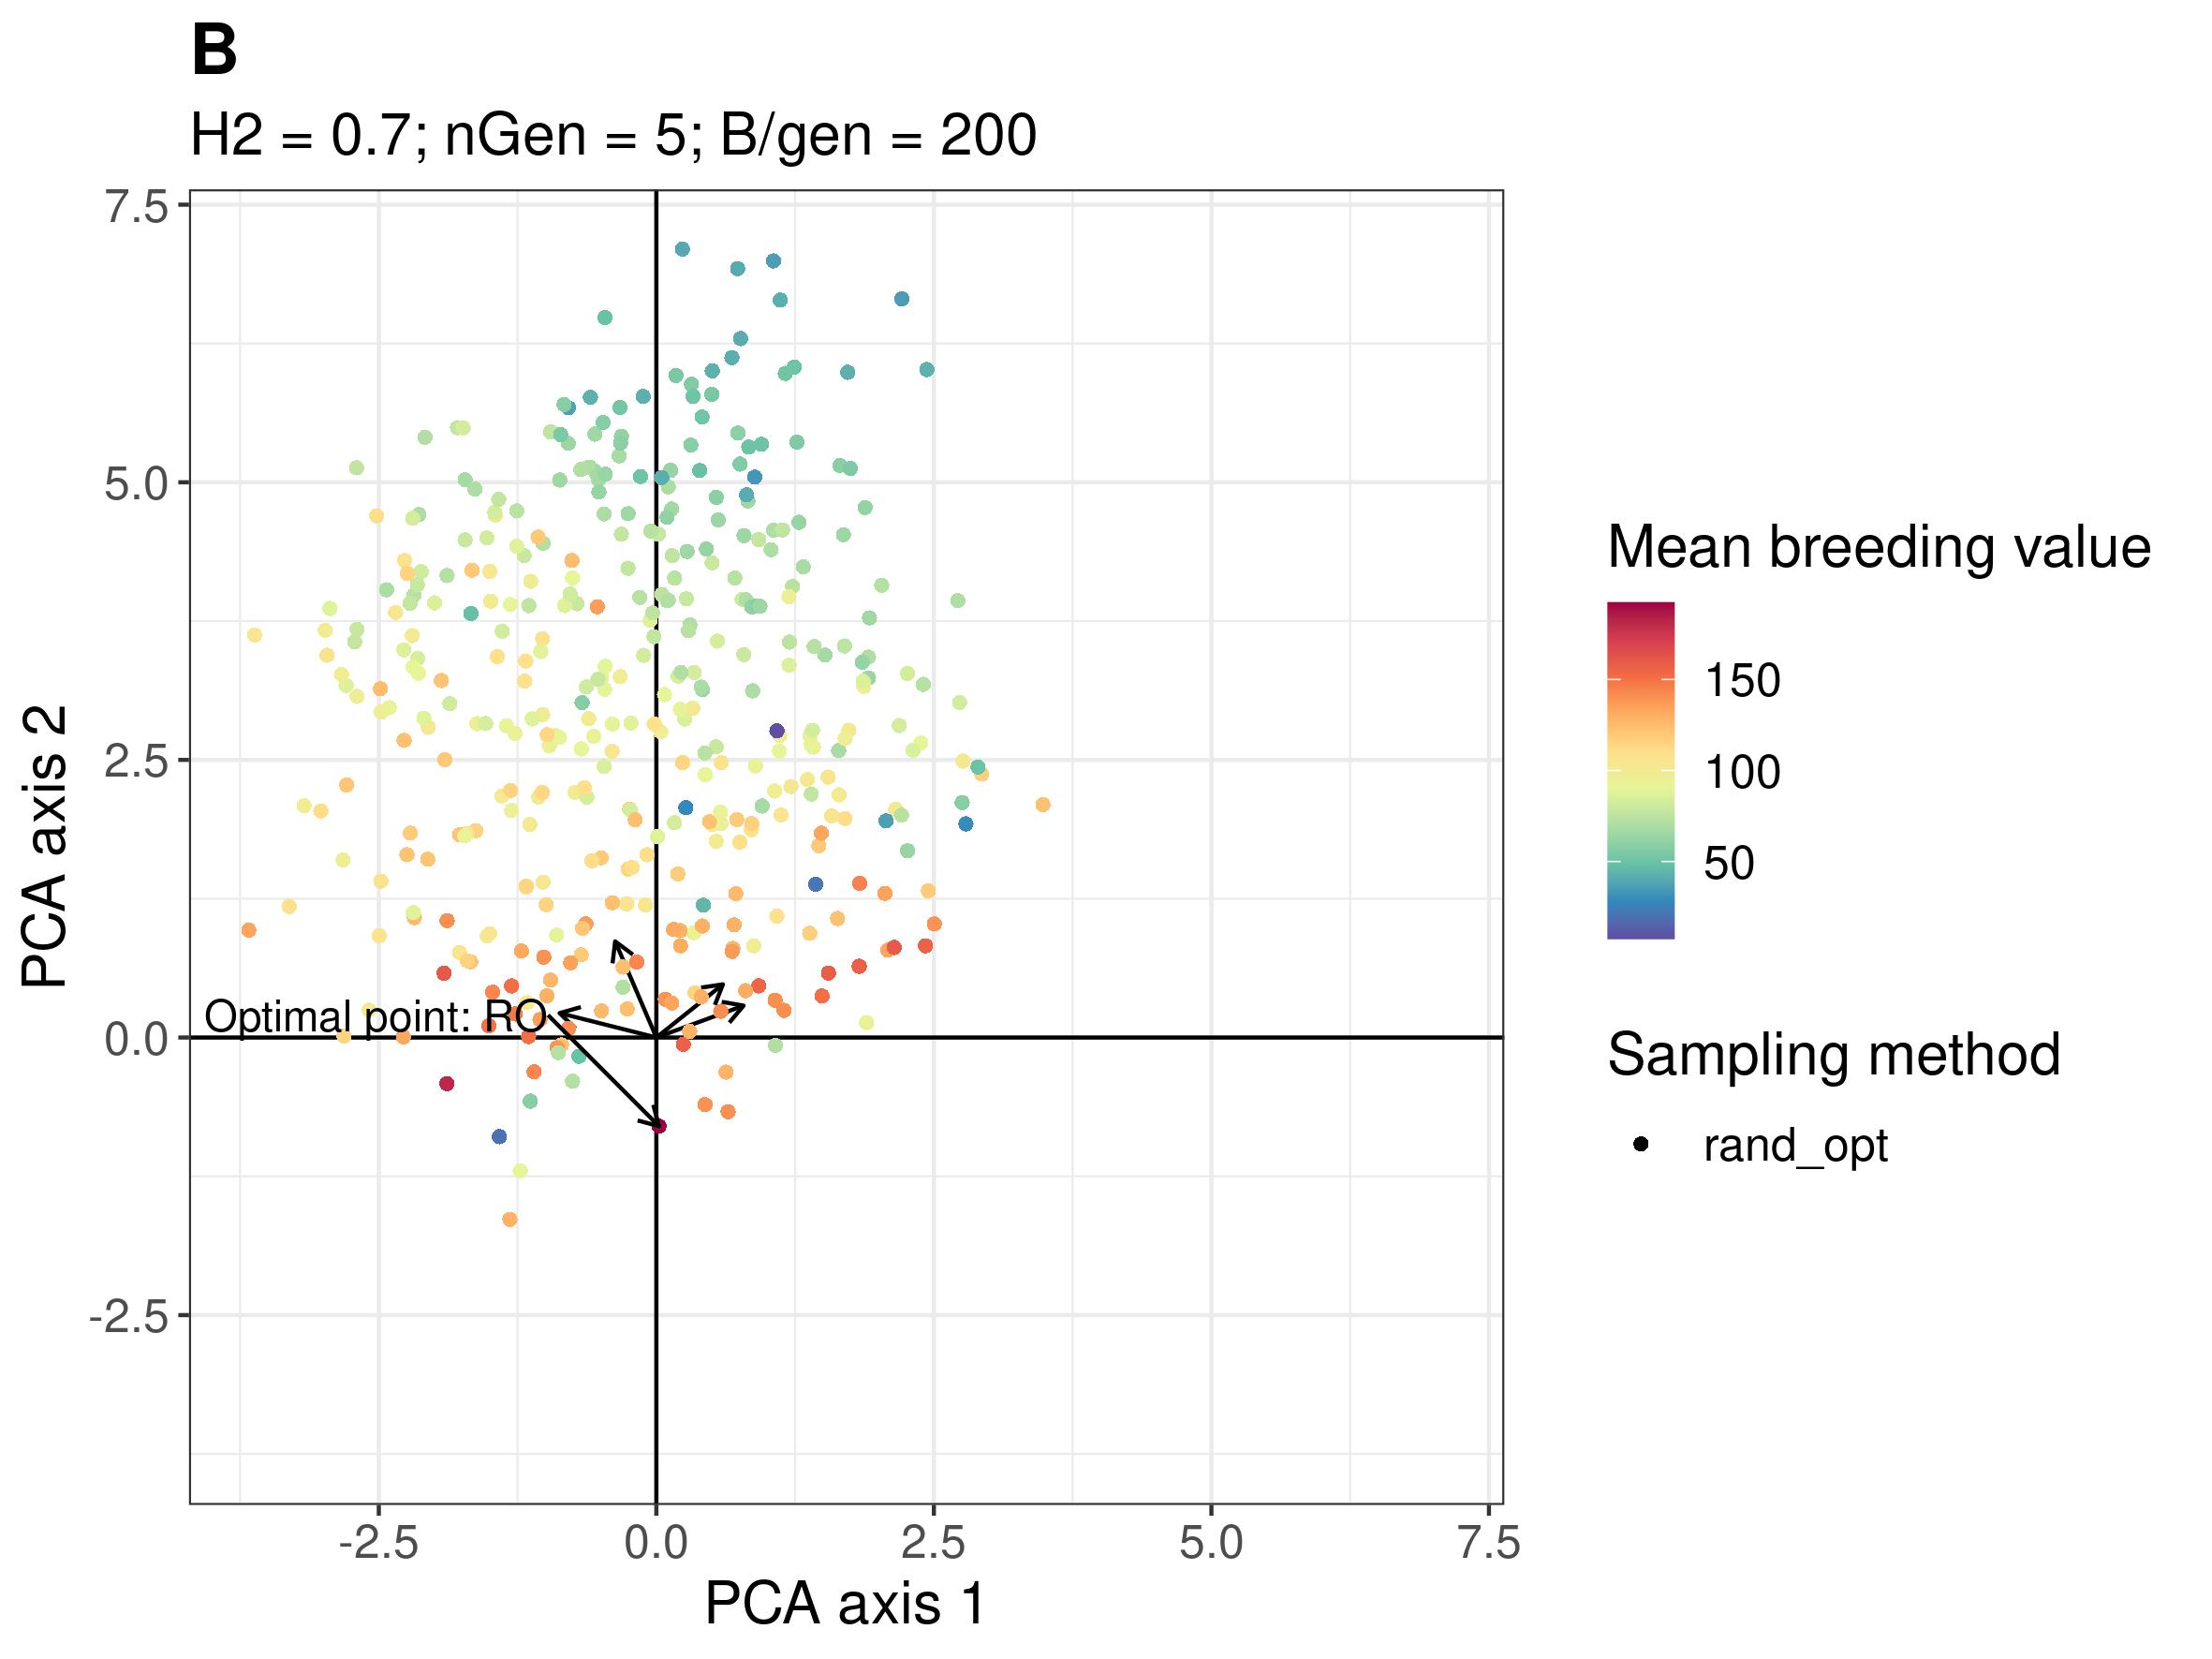 B
H2 = 0.7; nGen = 5; B/gen = 200
7.5
5.0
2.5
0.0
-2.5
PCA axis 2
Optimal point: RO
-2.5
0.0
2.5
5.0
7.5
PCA axis 1
Mean breeding value
150
100
50
Sampling method
rand_opt